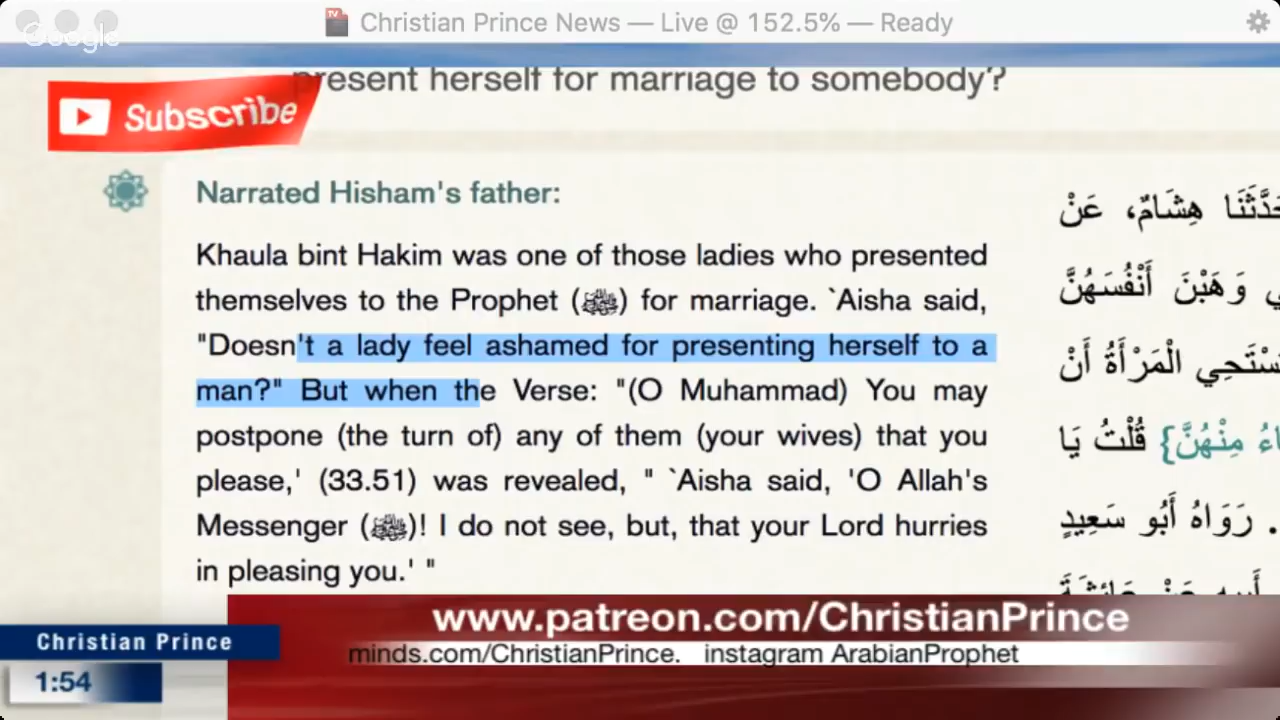 Christian Prince News — Live @ 152.5% — Ready
Google
present herself for marriage to somebody?
Subscribe
Narrated Hisham's father:
Khaula bint Hakim was one of those ladies who presented
themselves to the Prophet (ﷺ) for marriage. `Aisha said,
"Doesn't a lady feel ashamed for presenting herself to a
man?" But when the Verse: "(O Muhammad) You may
postpone (the turn of) any of them (your wives) that you
please,' (33.51) was revealed, " `Aisha said, 'O Allah's
Messenger (ﷺ)! I do not see, but, that your Lord hurries
in pleasing you.' "
هِشَامٌ، عَنْ
وَهَبْنَ أَنْفُسَهُنَّ
الْمَرْأَةُ أَنْ
مِنْهُنَّ} قُلْتُ يَا
. رَوَاهُ أَبُو سَعِيدٍ
www.patreon.com/ChristianPrince
Christian Prince
minds.com/ChristianPrince. instagram ArabianProphet
1:54